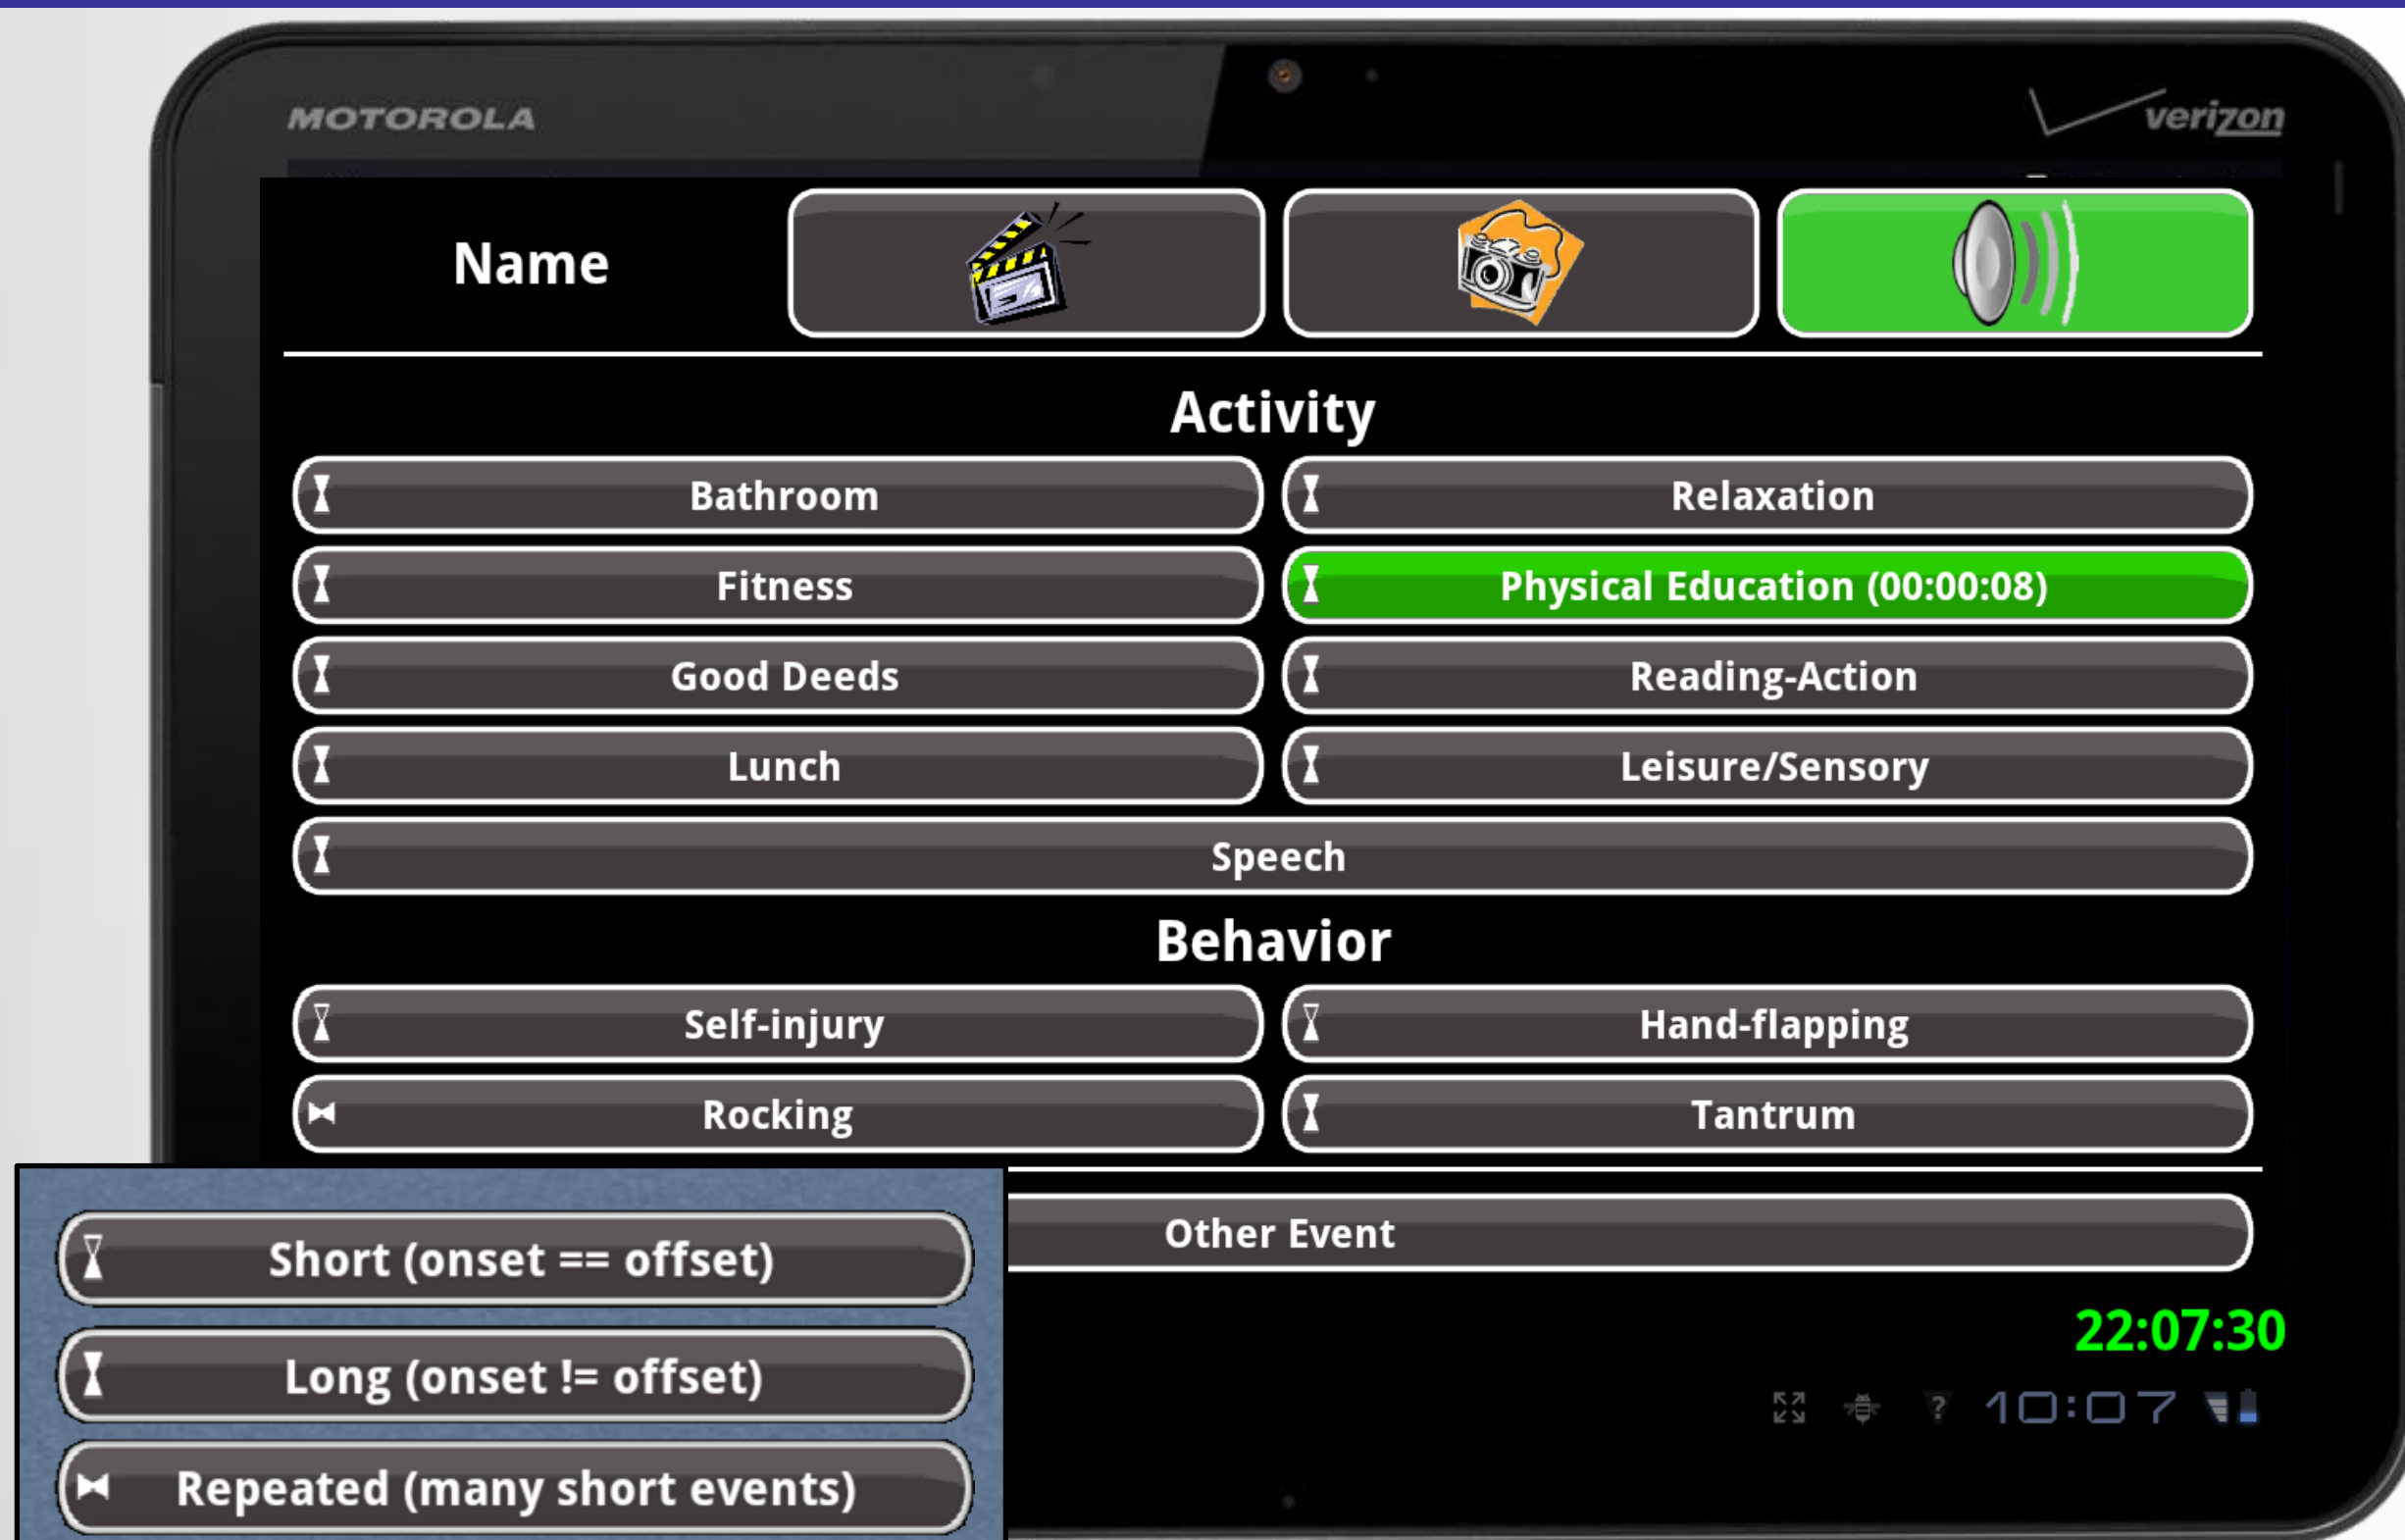 MOTOROLA
verizon
Name
Activity
Bathroom
Relaxation
Fitness
Physical Education (00:00:08)
Good Deeds
Reading-Action
Lunch
Leisure/Sensory
Speech
Behavior
Self-injury
Hand-flapping
Rocking
Tantrum
Other Event
Short (onset == offset)
Long (onset != offset)
Repeated (many short events)
22:07:30
? 10:07